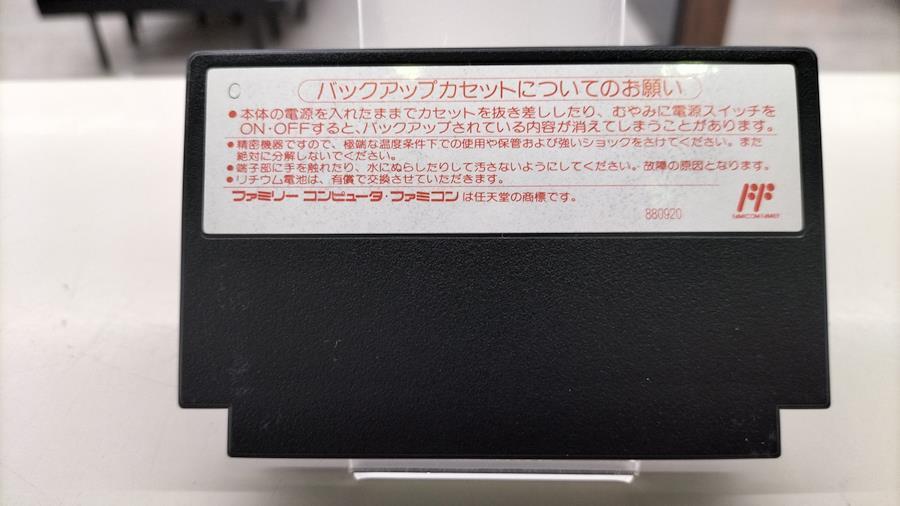 バックアップカセットについてのお願い
●本体の電源を入れたままでカセットを抜き差ししたり、むやみに電源スイッチを
ON・OFFすると、バックアップされている内容が消えてしまうことがあります。
●精密機器ですので、極端な温度条件下での使用や保管および強いショックをさけてください。また
絶対に分解しないでください。
●端子部に手を触れたり、水にぬらしたりして汚さないようにしてください。故障の原因となります。
●リチウム電池は、有償で交換させていただきます。
ファミリー コンピュータ・ファミコンは任天堂の商標です。
880920
FF
FAMICOM FAMILY